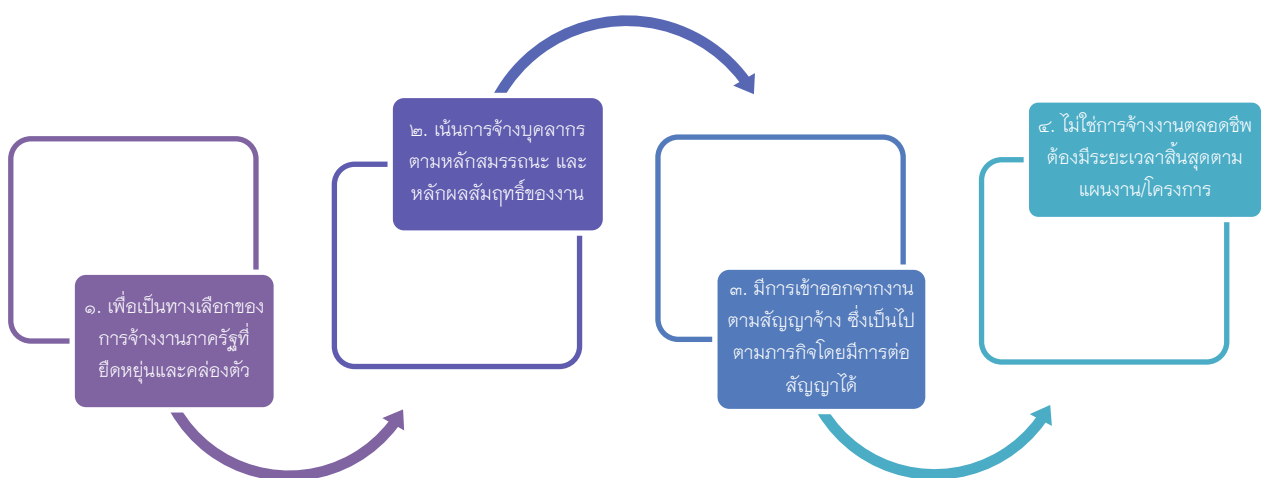 ๑. เพื่อเป็นทางเลือกของ
การจ้างงานภาครัฐที่
ยืดหยุ่นและคล่องตัว
๒. เน้นการจ้างบุคลากร
ตามหลักสมรรถนะ และ
หลักผลสัมฤทธิ์ของงาน
๓. มีการเข้าออกจากงาน
ตามสัญญาจ้าง ซึ่งเป็นไป
ตามภารกิจโดยมีการต่อ
สัญญาได้
๔. ไม่ใช่การจ้างงานตลอดชีพ
ต้องมีระยะเวลาสิ้นสุดตาม
แผนงาน/โครงการ